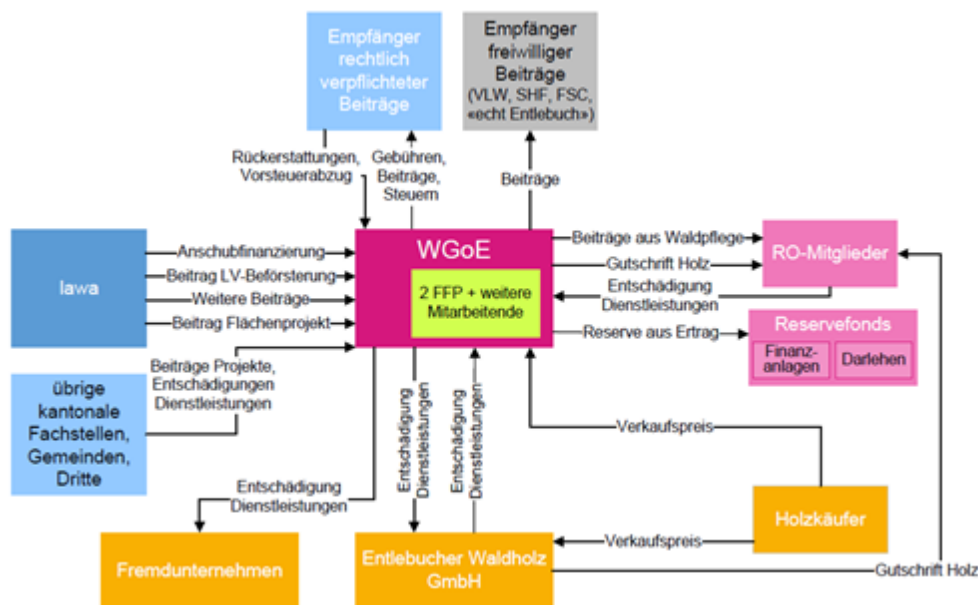 Empfänger
rechtlich
verpflichteter
Beiträge
Empfänger
freiwilliger
Beiträge
(VLW, SHF, FSC,
«echt Entlebuch»)
Rückerstattungen,
Vorsteuerabzug
Gebühren,
Beiträge,
Steuern
Beiträge
lawa
Anschubfinanzierung
Beitrag LV-Beförsterung
Weitere Beiträge
Beitrag Flächenprojekt
WGoE
2 FFP + weitere
Mitarbeitende
Beiträge aus Waldpflege
Gutschrift Holz
Entschädigung
Dienstleistungen
Reserve aus Ertrag
RO-Mitglieder
Reservefonds
Finanz-
anlagen
Darlehen
übrige
kantonale
Fachstellen,
Gemeinden,
Dritte
Beiträge Projekte,
Entschädigungen
Dienstleistungen
Entschädigung
Dienstleistungen
Entschädigung
Dienstleistungen
Entschädigung
Dienstleistungen
Verkaufspreis
Holzkäufer
Verkaufspreis
Fremdunternehmen
Entlebucher Waldholz
GmbH
Gutschrift Holz